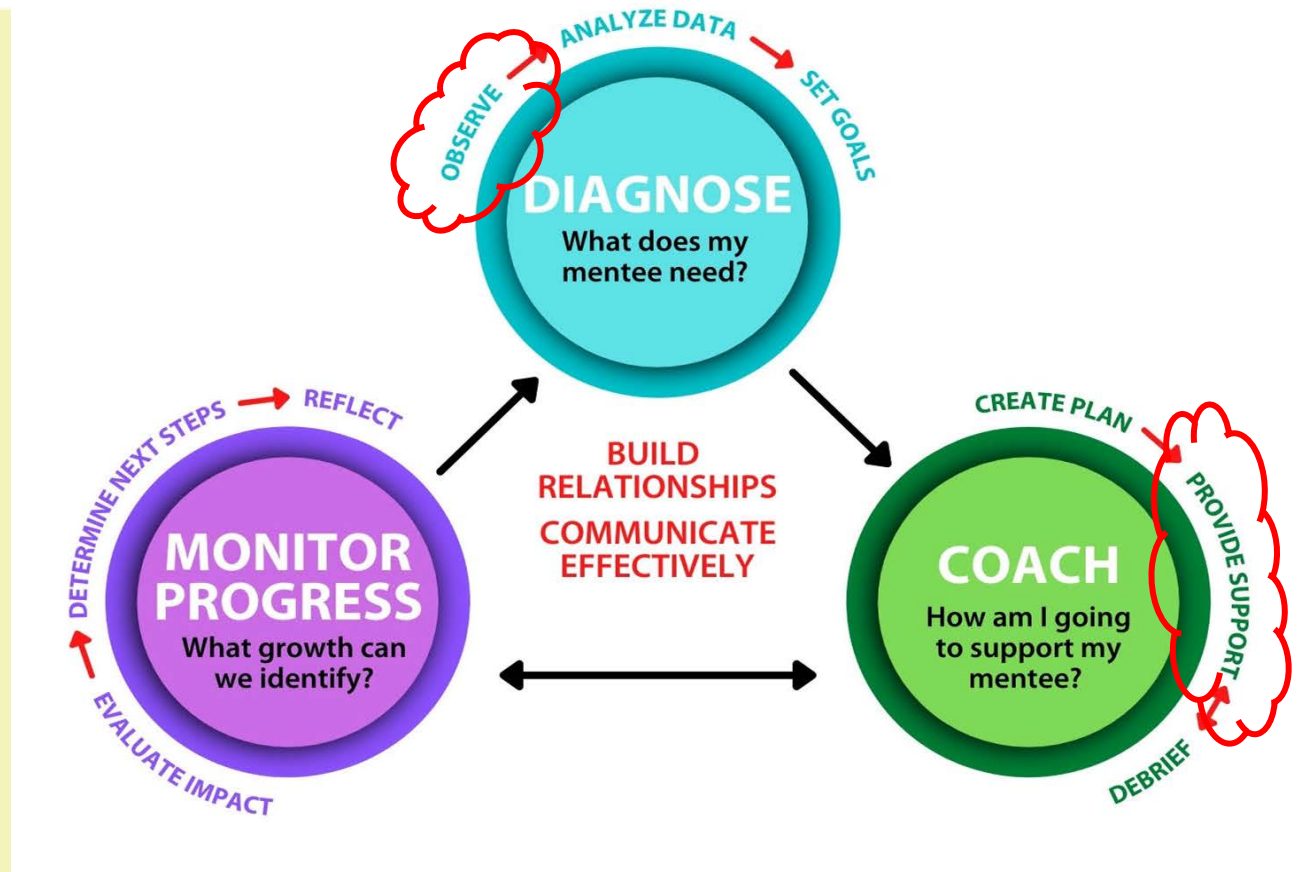 OBSERVE
ANALYZE DATA
SET GOALS
DIAGNOSE
What does my
mentee need?
BUILD
RELATIONSHIPS
COMMUNICATE
EFFECTIVELY
CREATE PLAN
PROVIDE SUPPORT
DEBRIEF
COACH
How am I going
to support my
mentee?
EVALUATE IMPACT
DETERMINE NEXT STEPS
REFLECT
MONITOR
PROGRESS
What growth can
we identify?